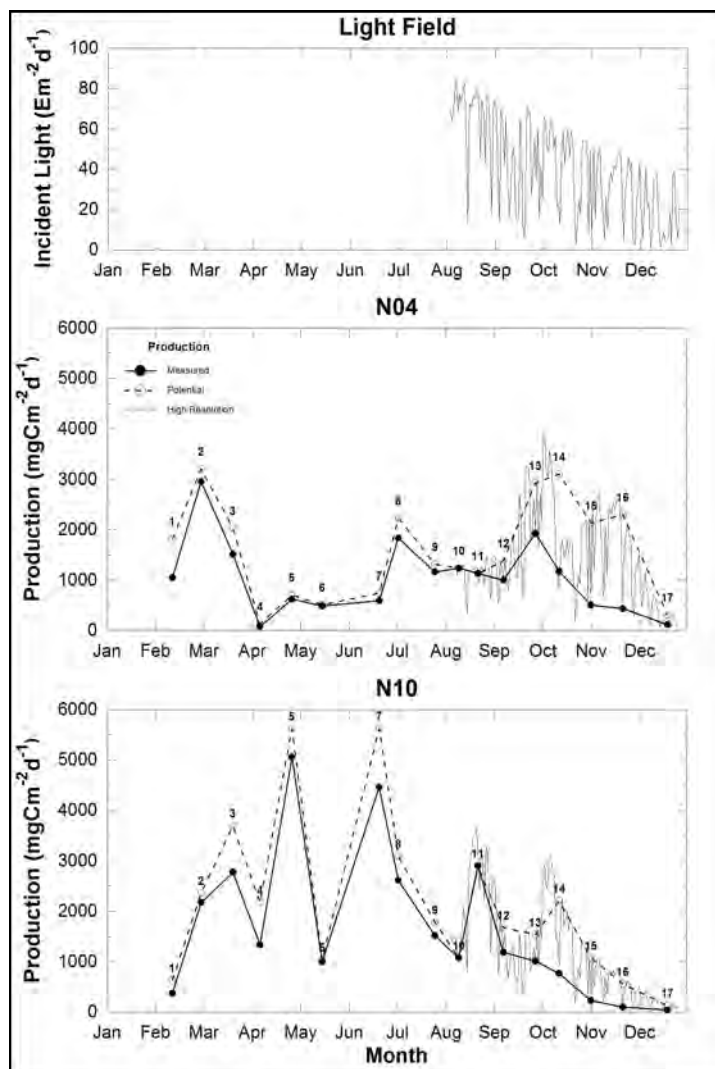 Light Field
Incident Light (Em⁻²d⁻¹)
100
80
60
40
20
0
Jan Feb Mar Apr May Jun Jul Aug Sep Oct Nov Dec
N04
Production (mgCm⁻²d⁻¹)
6000
5000
4000
3000
2000
1000
0
Production
Measured
Potential
High Resolution
1 2 3 4 5 6 7 8 9 10 11 12 13 14 15 16 17
Jan Feb Mar Apr May Jun Jul Aug Sep Oct Nov Dec
N10
Production (mgCm⁻²d⁻¹)
6000
5000
4000
3000
2000
1000
0
1 2 3 4 5 6 7 8 9 10 11 12 13 14 15 16 17
Jan Feb Mar Apr May Jun Jul Aug Sep Oct Nov Dec
Month